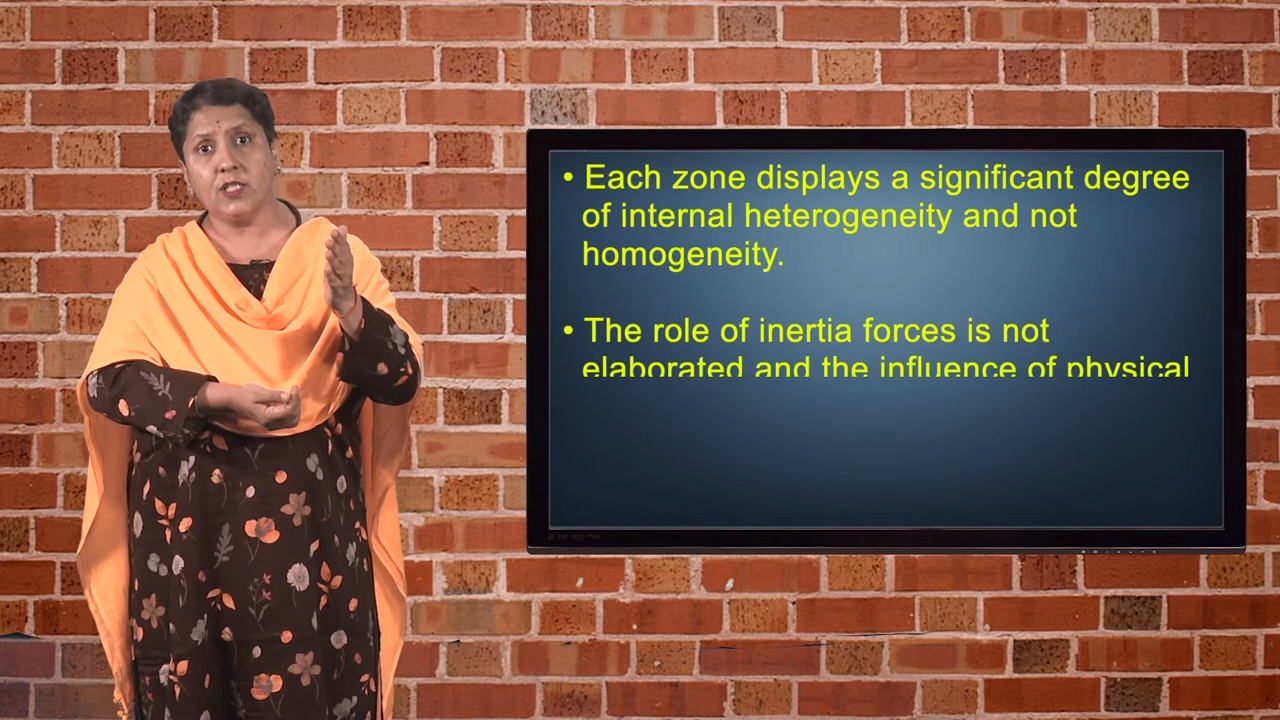 • Each zone displays a significant degree
of internal heterogeneity and not
homogeneity.
• The role of inertia forces is not
elaborated and the influence of physical